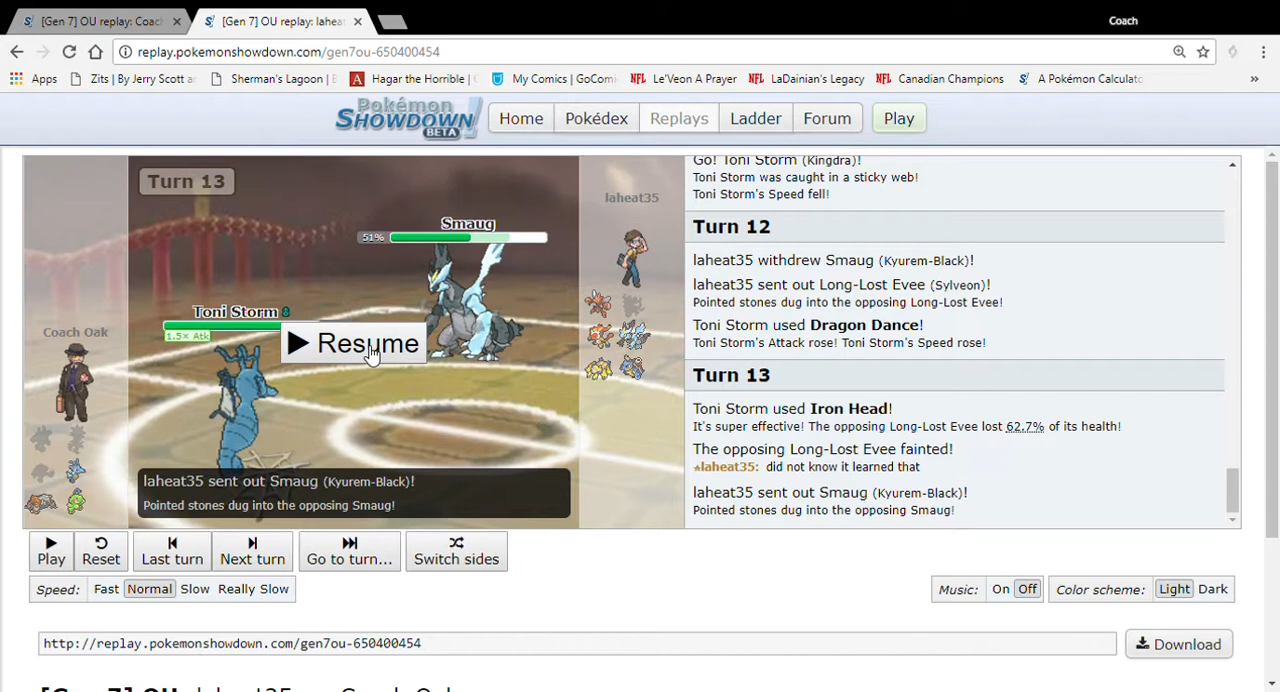 [Gen 7] OU replay: Coach
[Gen 7] OU replay: laheat
Coach
replay.pokemonshowdown.com/gen7ou-650400454
Apps
Zits | By Jerry Scott a
Sherman's Lagoon |
Hagar the Horrible |
My Comics | GoComi
Le'Veon A Prayer
LaDainian's Legacy
Canadian Champions
A Pokémon Calculato
»
Pokémon
SHOWDOWN!
BETA
Home
Pokédex
Replays
Ladder
Forum
Play
Turn 13
Smaug
51%
Toni Storm
1.5× Atk
Resume
Coach Oak
laheat35
laheat35 sent out Smaug (Kyurem-Black)!
Pointed stones dug into the opposing Smaug!
Go! Toni Storm (Kingdra)!
Toni Storm was caught in a sticky web!
Toni Storm's Speed fell!
Turn 12
laheat35 withdrew Smaug (Kyurem-Black)!
laheat35 sent out Long-Lost Evee (Sylveon)!
Pointed stones dug into the opposing Long-Lost Evee!
Toni Storm used Dragon Dance!
Toni Storm's Attack rose! Toni Storm's Speed rose!
Turn 13
Toni Storm used Iron Head!
It's super effective! The opposing Long-Lost Evee lost 62.7% of its health!
The opposing Long-Lost Evee fainted!
★laheat35: did not know it learned that
laheat35 sent out Smaug (Kyurem-Black)!
Pointed stones dug into the opposing Smaug!
Play
Reset
Last turn
Next turn
Go to turn...
Switch sides
Speed: Fast Normal Slow Really Slow
Music: On Off
Color scheme: Light Dark
http://replay.pokemonshowdown.com/gen7ou-650400454
Download
[Gen 7] OU: laheat35 vs. Coach Oak